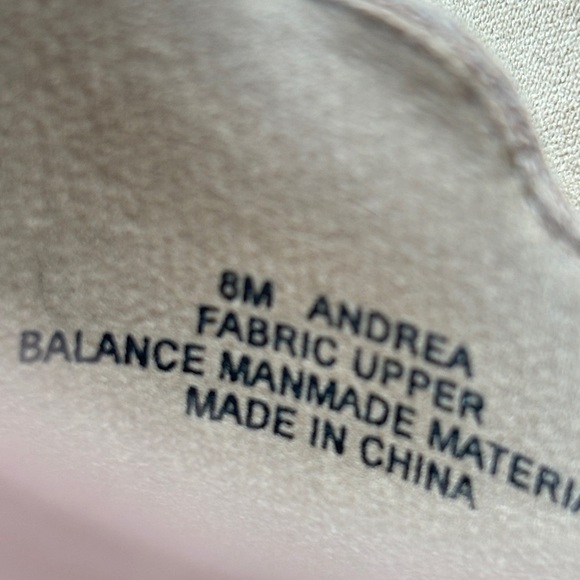 8M ANDREA
FABRIC UPPER
BALANCE MANMADE MATERIA
MADE IN CHINA